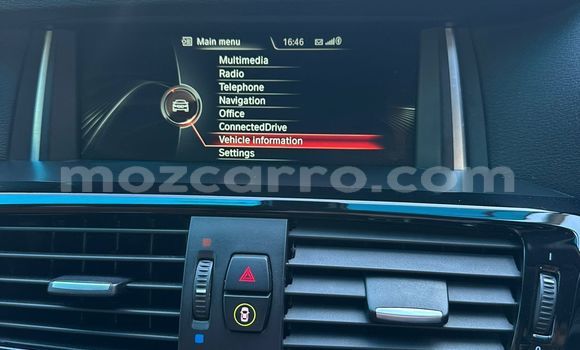 Main menu 16:46
Multimedia
Radio
Telephone
Navigation
Office
ConnectedDrive
Vehicle information
Settings
mozcarro.com